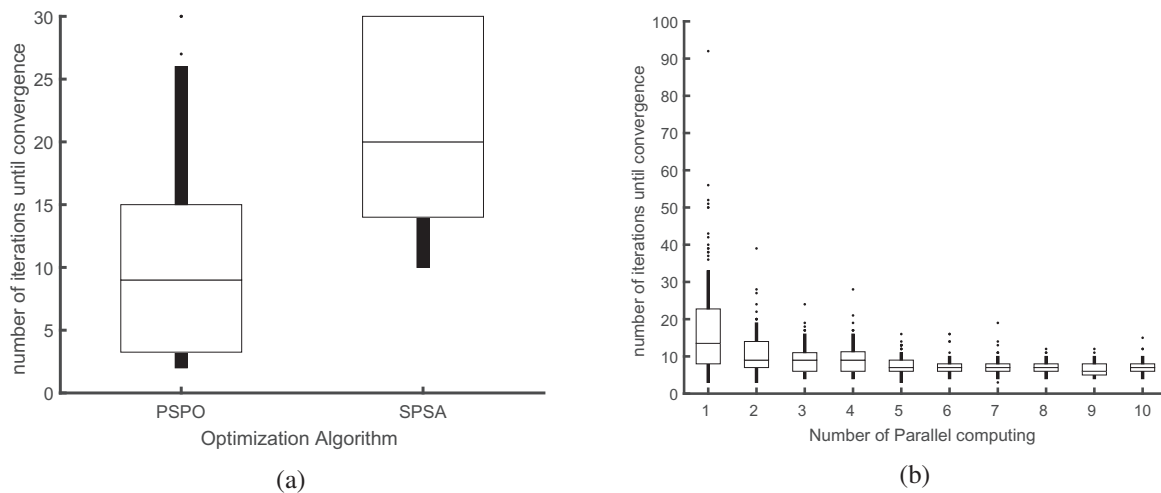 number of iterations until convergence
30
25
20
15
10
5
0
PSPO SPSA
Optimization Algorithm
(a)
number of iterations until convergence
100
90
80
70
60
50
40
30
20
10
0
1 2 3 4 5 6 7 8 9 10
Number of Parallel computing
(b)